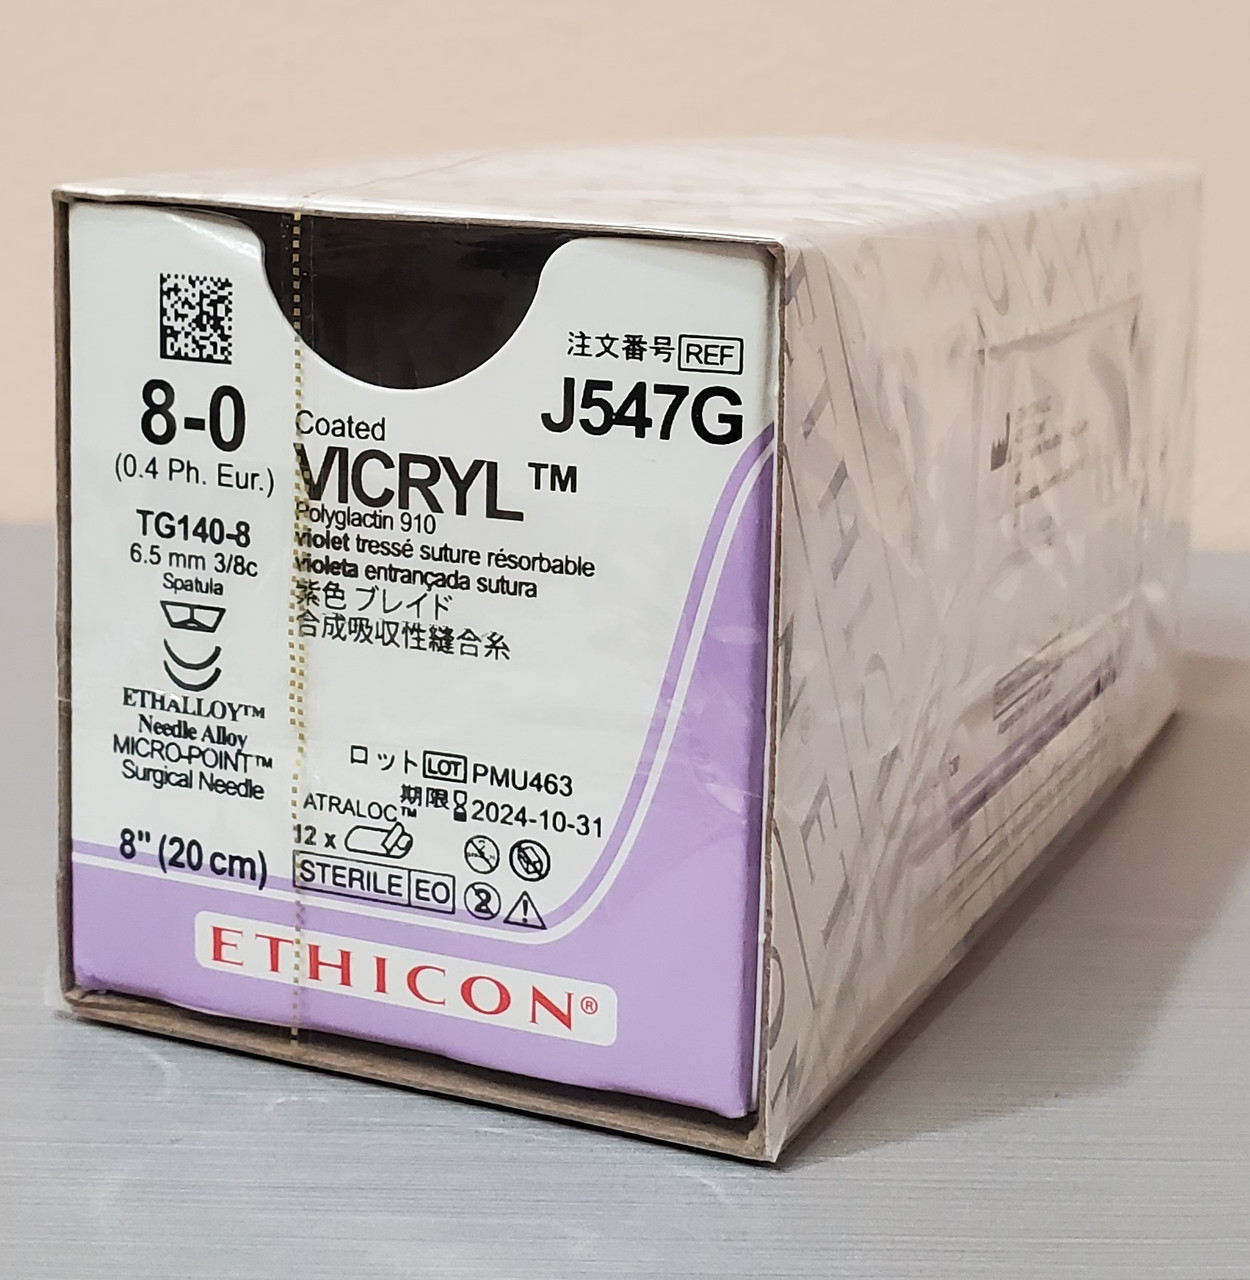 8-0
(0.4 Ph. Eur.)
TG140-8
6.5 mm 3/8c
Spatula
ETHALLOY™
Needle Alloy
MICRO-POINT™
Surgical Needle
8" (20 cm)
注文番号 REF
J547G
Coated
VICRYL™
Polyglactin 910
violet tressé suture résorbable
violeta entrançada sutura
紫色 ブレイド
合成吸収性縫合糸
ロット LOT PMU463
期限 2024-10-31
ATRALOC™
12 x
STERILE EO
2
ETHICON®